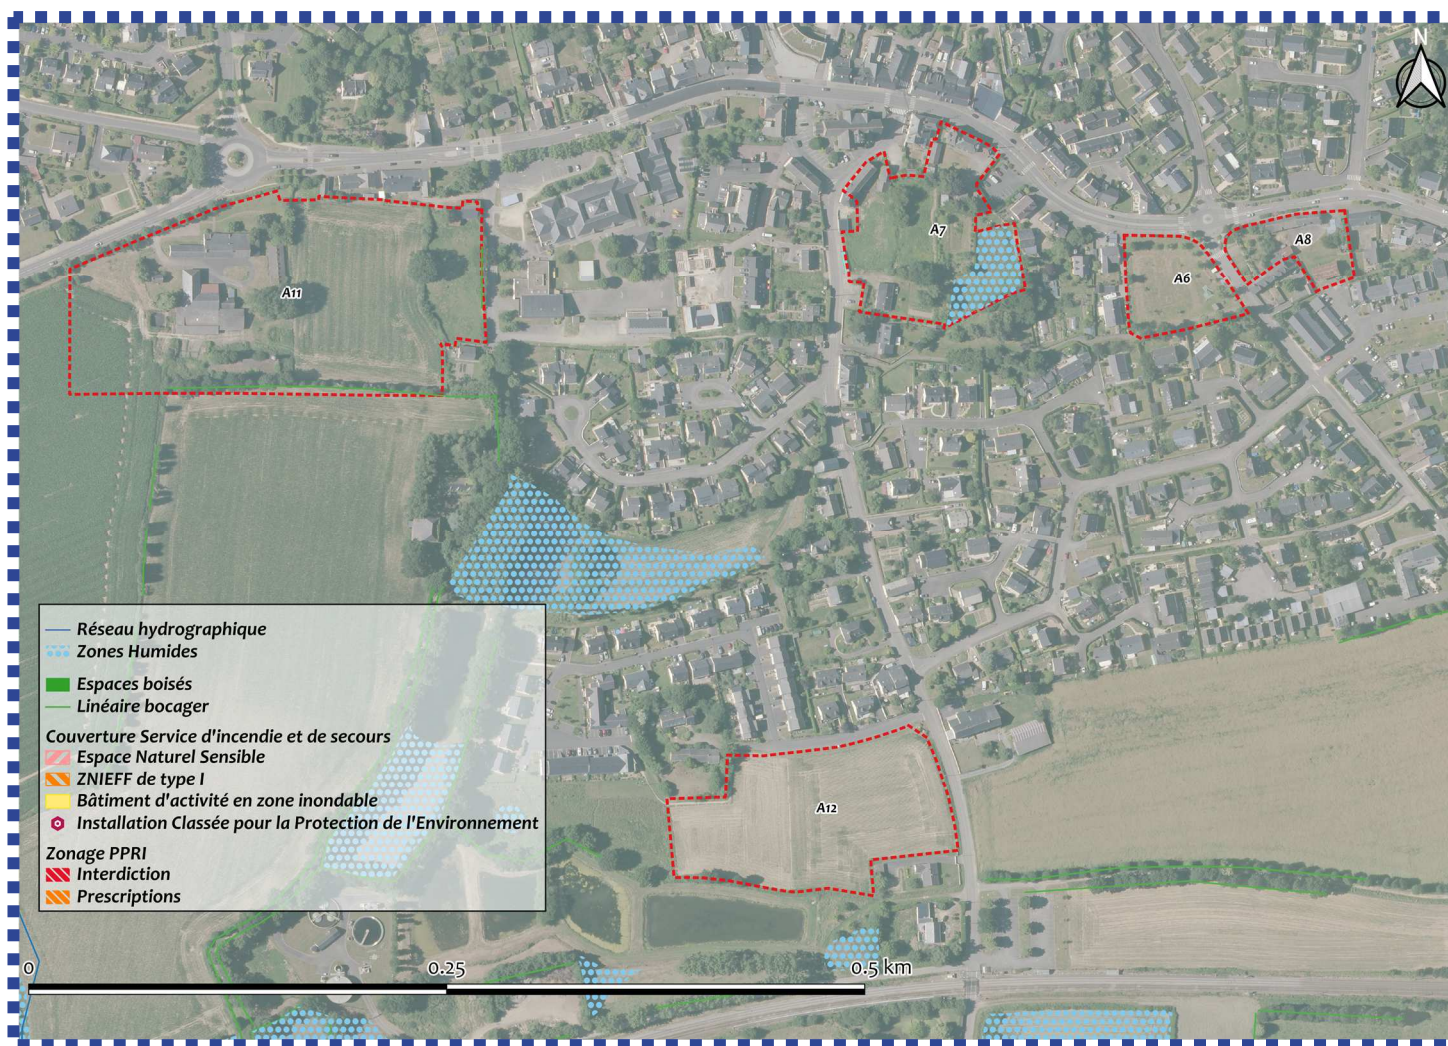 N
A7
A8
A6
A11
A12
Réseau hydrographique
Zones Humides
Espaces boisés
Linéaire bocager
Couverture Service d'incendie et de secours
Espace Naturel Sensible
ZNIEFF de type I
Bâtiment d'activité en zone inondable
Installation Classée pour la Protection de l'Environnement
Zonage PPRI
Interdiction
Prescriptions
0 0.25 0.5 km